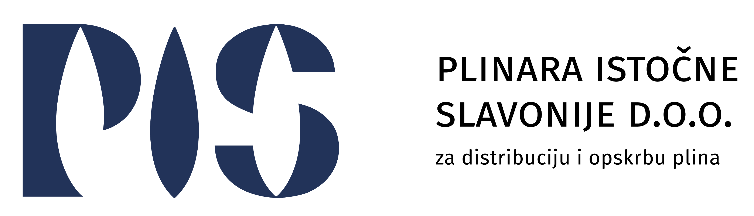 PIS
PLINARA ISTOČNE
SLAVONIJE D.O.O.
za distribuciju i opskrbu plina